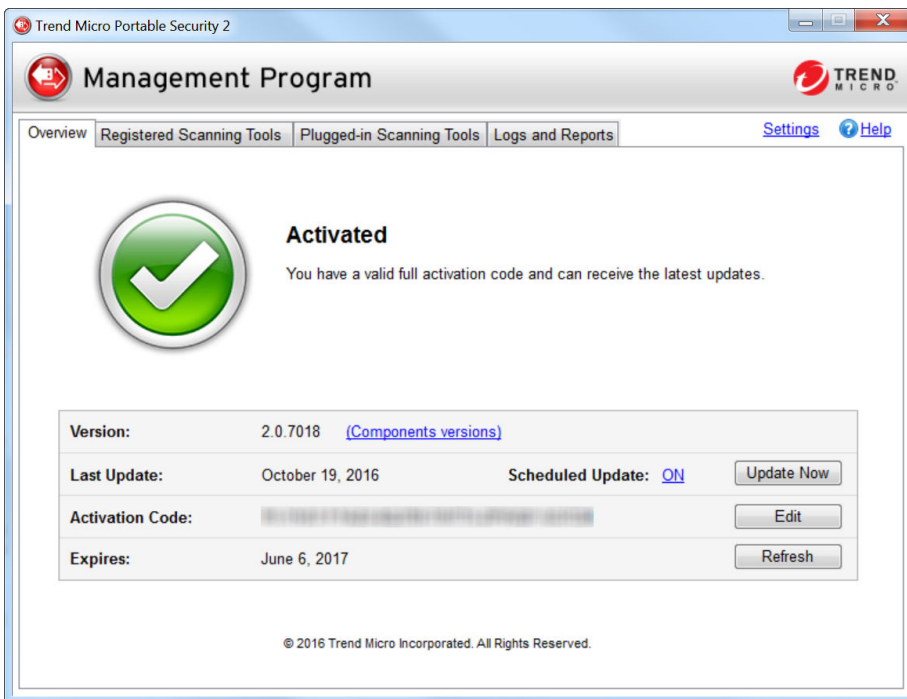 Trend Micro Portable Security 2
Management Program
TREND
MICRO
Overview Registered Scanning Tools Plugged-in Scanning Tools Logs and Reports Settings Help
Activated
You have a valid full activation code and can receive the latest updates.
Version: 2.0.7018 (Components versions)
Last Update: October 19, 2016 Scheduled Update: ON Update Now
Activation Code: Edit
Expires: June 6, 2017 Refresh
© 2016 Trend Micro Incorporated. All Rights Reserved.